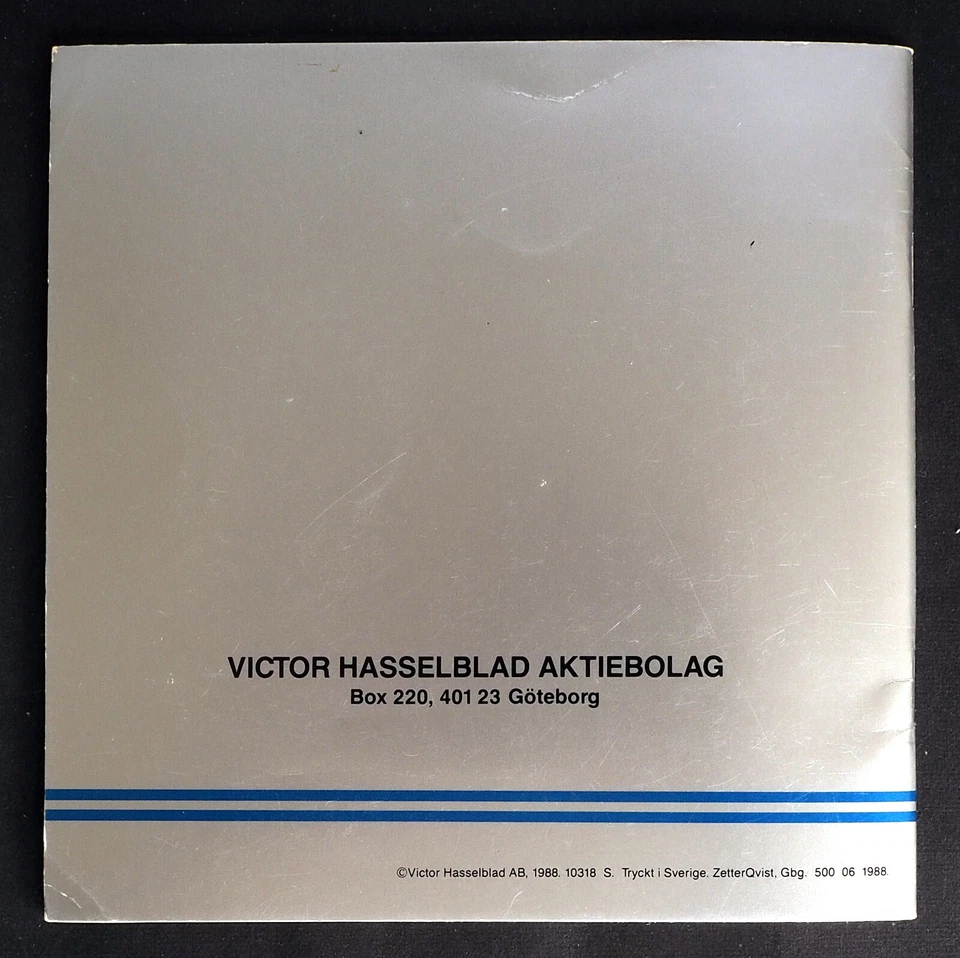 VICTOR HASSELBLAD AKTIEBOLAG
Box 220, 401 23 Göteborg
©Victor Hasselblad AB, 1988. 10318 S. Tryckt i Sverige. ZetterQvist, Gbg. 500 06 1988.